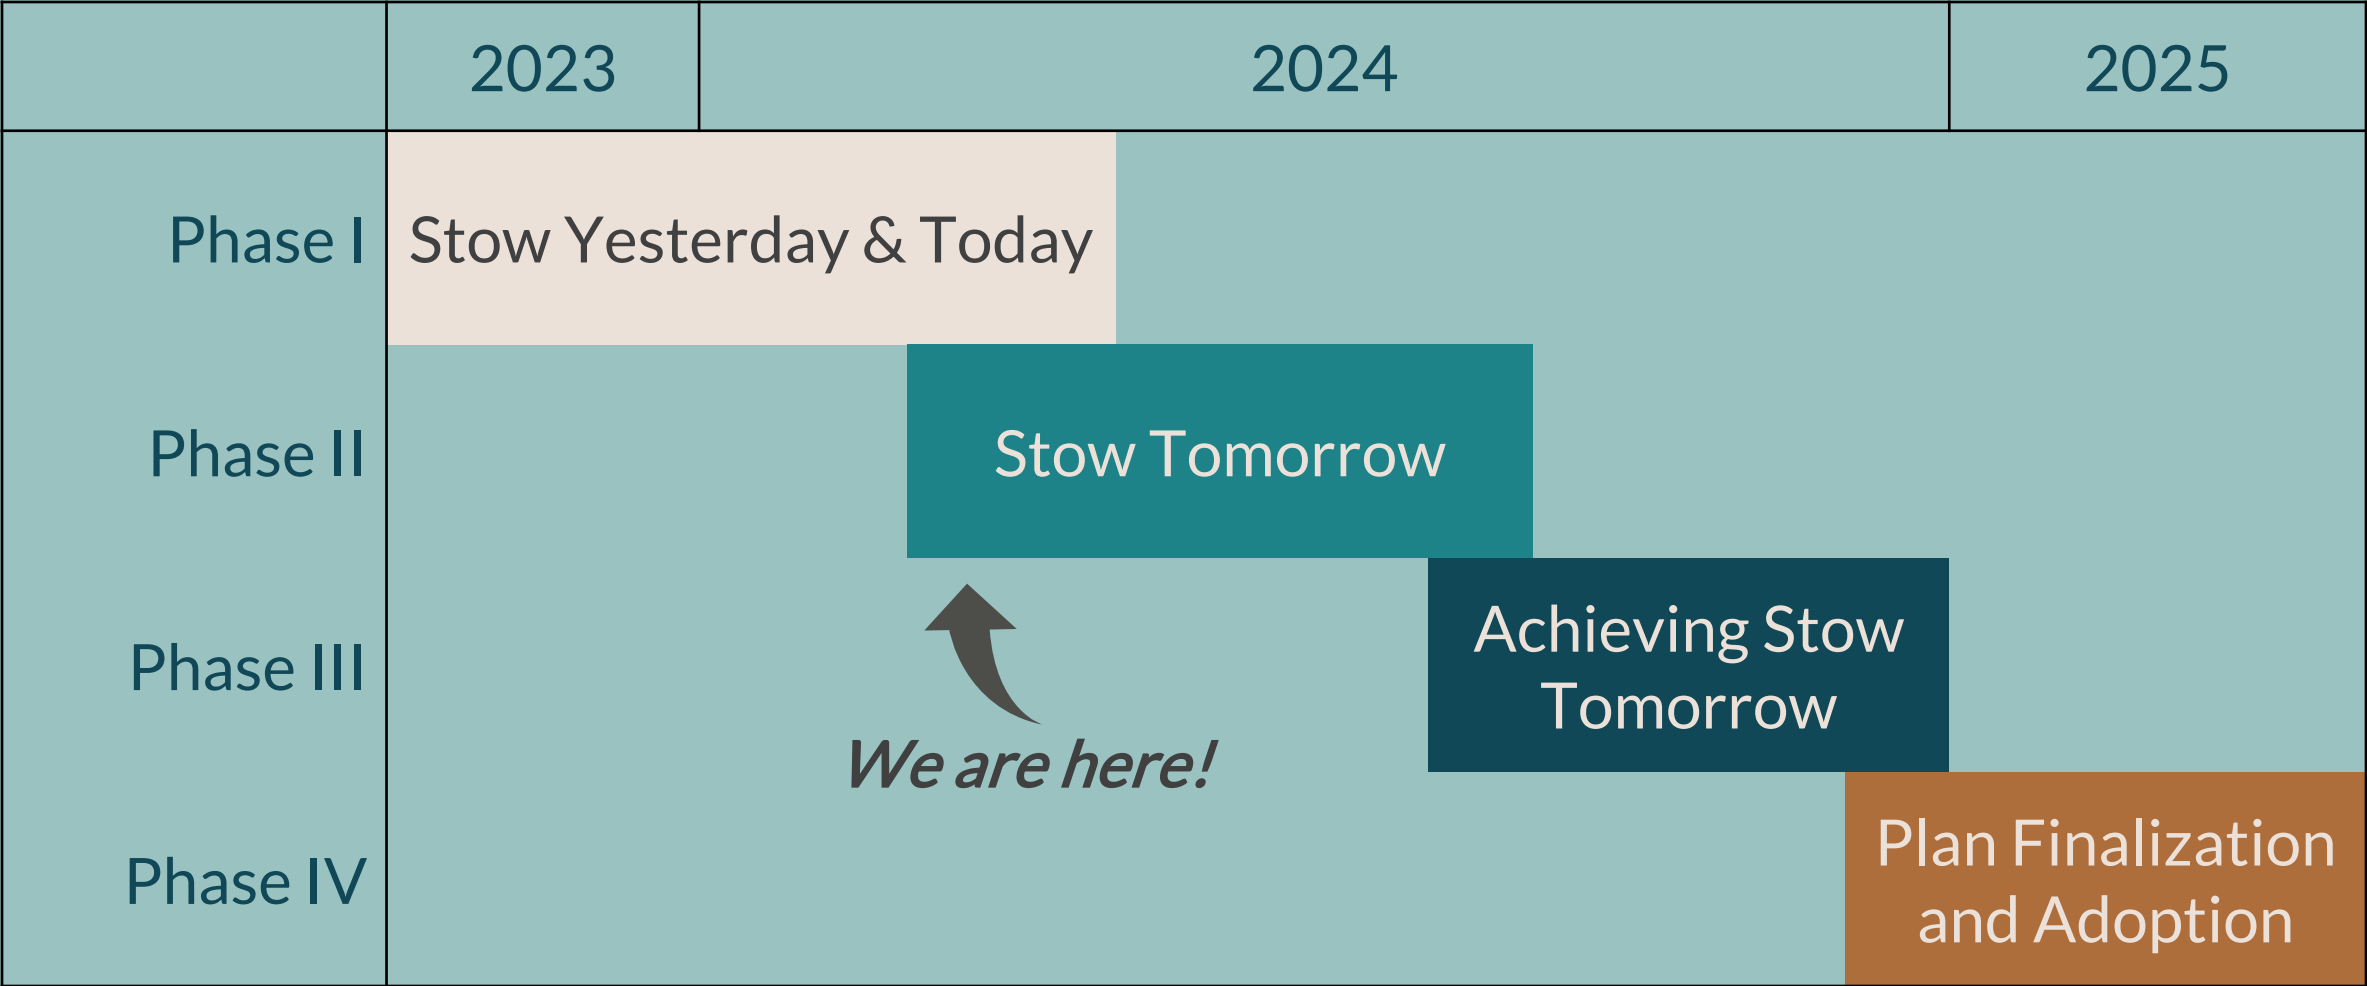 2023 2024 2025
Phase I Stow Yesterday & Today
Phase II Stow Tomorrow
Phase III Achieving Stow
Tomorrow
We are here!
Phase IV Plan Finalization
and Adoption